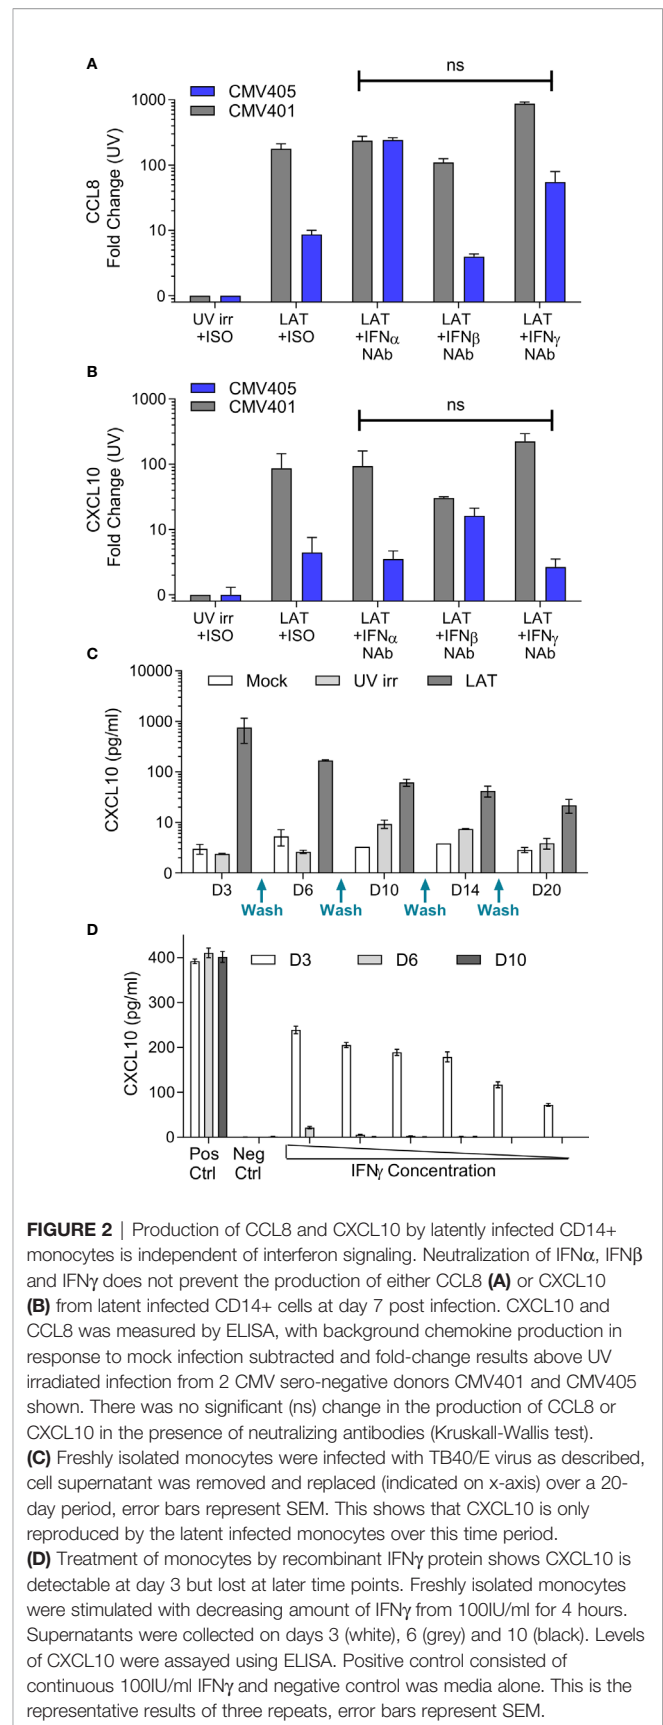 A
ns
CMV405
CMV401
1000
100
10
0
CCL8
Fold Change (UV)
UV irr
+ISO
LAT
+ISO
LAT
+IFNα
NAb
LAT
+IFNβ
NAb
LAT
+IFNγ
NAb
B
CMV405
CMV401
ns
1000
100
10
0
CXCL10
Fold Change (UV)
UV irr
+ISO
LAT
+ISO
LAT
+IFNα
NAb
LAT
+IFNβ
NAb
LAT
+IFNγ
NAb
C
Mock UV irr LAT
10000
1000
100
10
0
CXCL10 (pg/ml)
D3 D6 D10 D14 D20
Wash Wash Wash Wash
D
D3 D6 D10
400
300
200
100
0
CXCL10 (pg/ml)
Pos
Ctrl
Neg
Ctrl
IFNγ Concentration
FIGURE 2 | Production of CCL8 and CXCL10 by latently infected CD14+
monocytes is independent of interferon signaling. Neutralization of IFNα, IFNβ
and IFNγ does not prevent the production of either CCL8 (A) or CXCL10
(B) from latent infected CD14+ cells at day 7 post infection. CXCL10 and
CCL8 was measured by ELISA, with background chemokine production in
response to mock infection subtracted and fold-change results above UV
irradiated infection from 2 CMV sero-negative donors CMV401 and CMV405
shown. There was no significant (ns) change in the production of CCL8 or
CXCL10 in the presence of neutralizing antibodies (Kruskall-Wallis test).
(C) Freshly isolated monocytes were infected with TB40/E virus as described,
cell supernatant was removed and replaced (indicated on x-axis) over a 20-
day period, error bars represent SEM. This shows that CXCL10 is only
reproduced by the latent infected monocytes over this time period.
(D) Treatment of monocytes by recombinant IFNγ protein shows CXCL10 is
detectable at day 3 but lost at later time points. Freshly isolated monocytes
were stimulated with decreasing amount of IFNγ from 100IU/ml for 4 hours.
Supernatants were collected on days 3 (white), 6 (grey) and 10 (black). Levels
of CXCL10 were assayed using ELISA. Positive control consisted of
continuous 100IU/ml IFNγ and negative control was media alone. This is the
representative results of three repeats, error bars represent SEM.